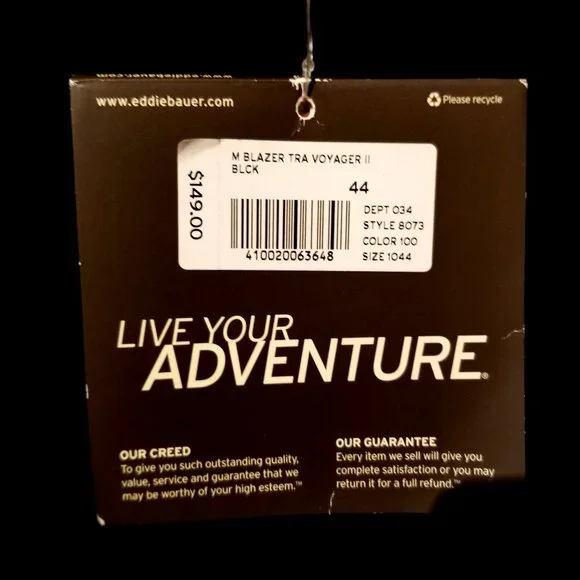 www.eddiebauer.com
www.eddiebauer.com
Please recycle
M BLAZER TRA VOYAGER II
BLCK
44
$149.00
DEPT 034
STYLE 8073
COLOR 100
SIZE 1044
410020063648
LIVE YOUR
ADVENTURE®
OUR CREED
To give you such outstanding quality,
value, service and guarantee that we
may be worthy of your high esteem.™
OUR GUARANTEE
Every item we sell will give you
complete satisfaction or you may
return it for a full refund.™